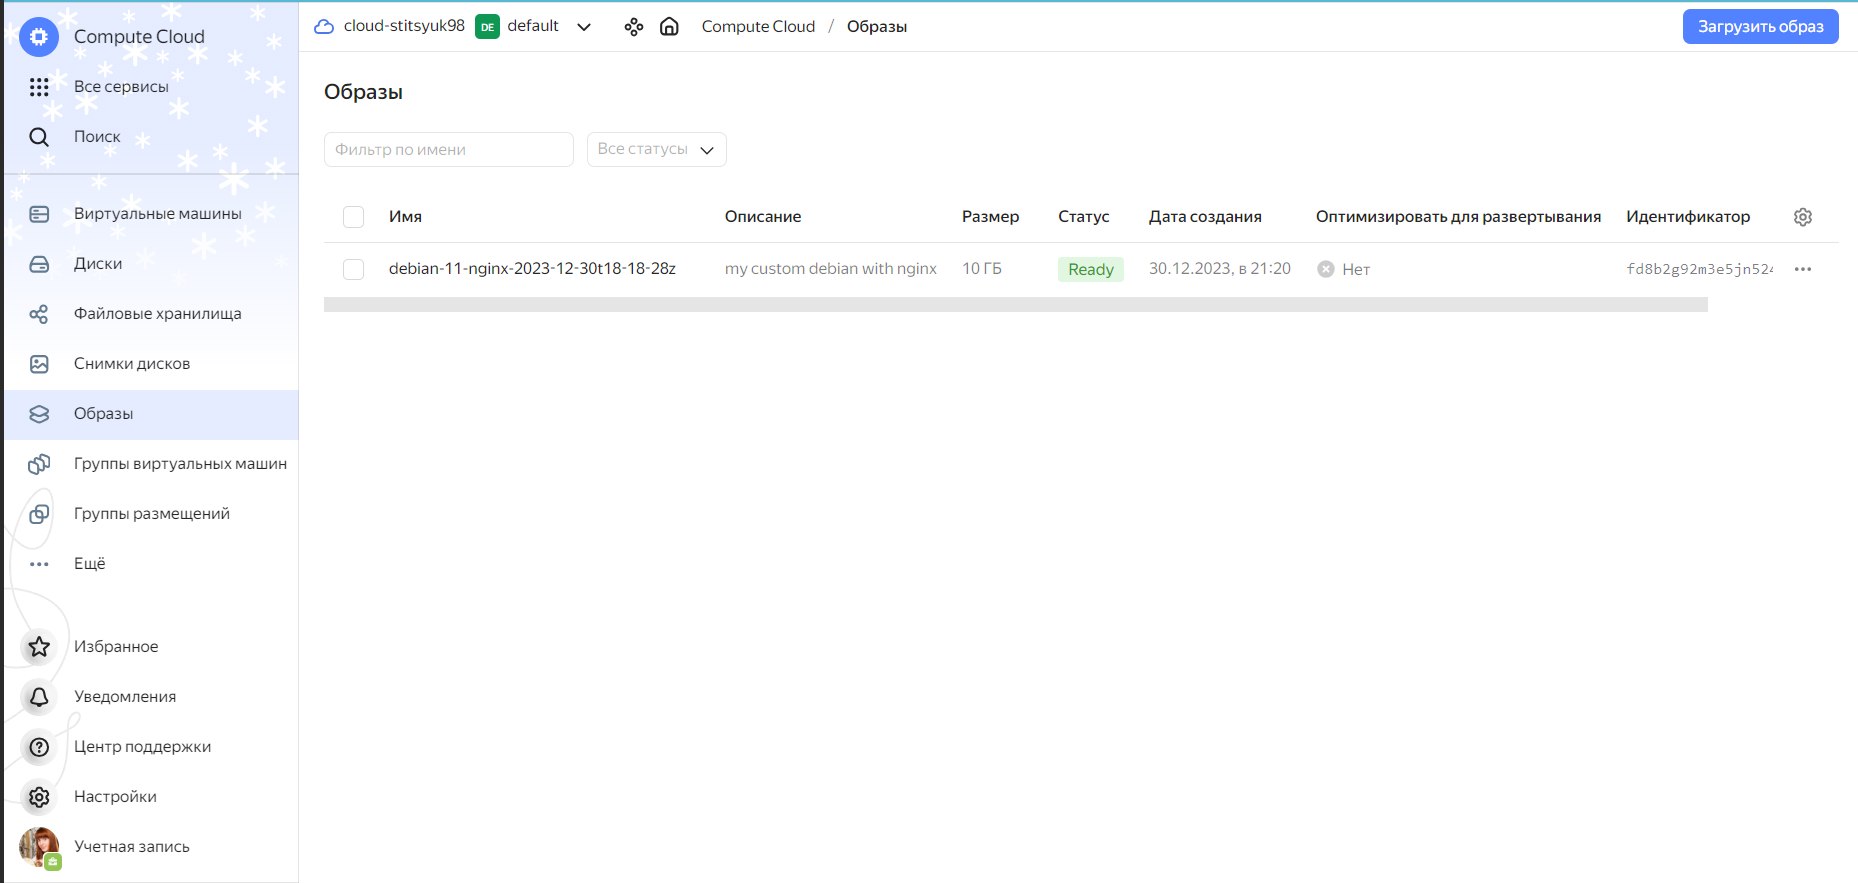 Compute Cloud
Все сервисы
Поиск
Виртуальные машины
Диски
Файловые хранилища
Снимки дисков
Образы
Группы виртуальных машин
Группы размещений
Ещё
Избранное
Уведомления
Центр поддержки
Настройки
Учетная запись
cloud-stitsyuk98 DE default Compute Cloud / Образы
Загрузить образ
Образы
Фильтр по имени Все статусы
Имя Описание Размер Статус Дата создания Оптимизировать для развертывания Идентификатор
debian-11-nginx-2023-12-30t18-18-28z my custom debian with nginx 10 ГБ Ready 30.12.2023, в 21:20 Нет fd8b2g92m3e5jn524